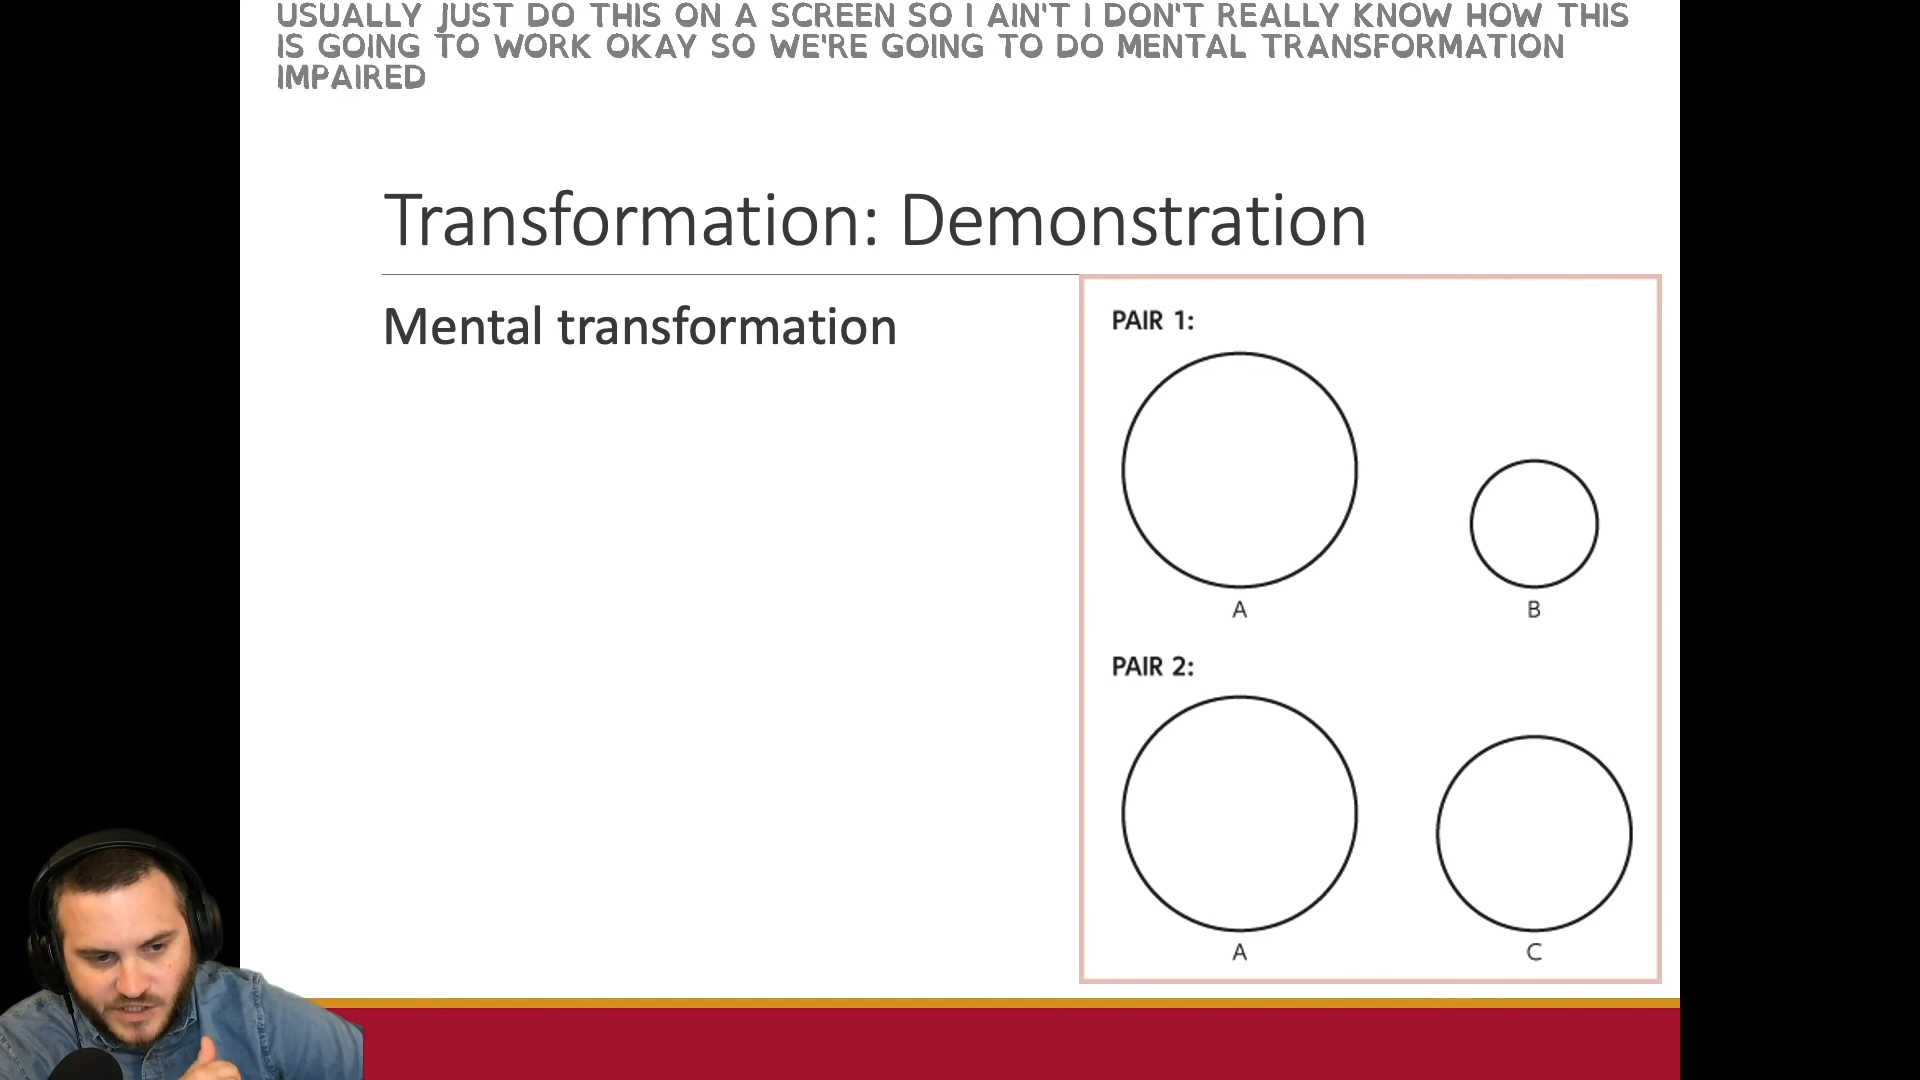 USUALLY JUST DO THIS ON A SCREEN SO I AIN'T I DON'T REALLY KNOW HOW THIS
IS GOING TO WORK OKAY SO WE'RE GOING TO DO MENTAL TRANSFORMATION
IMPAIRED
Transformation: Demonstration
Mental transformation
PAIR 1:
A B
PAIR 2:
A C